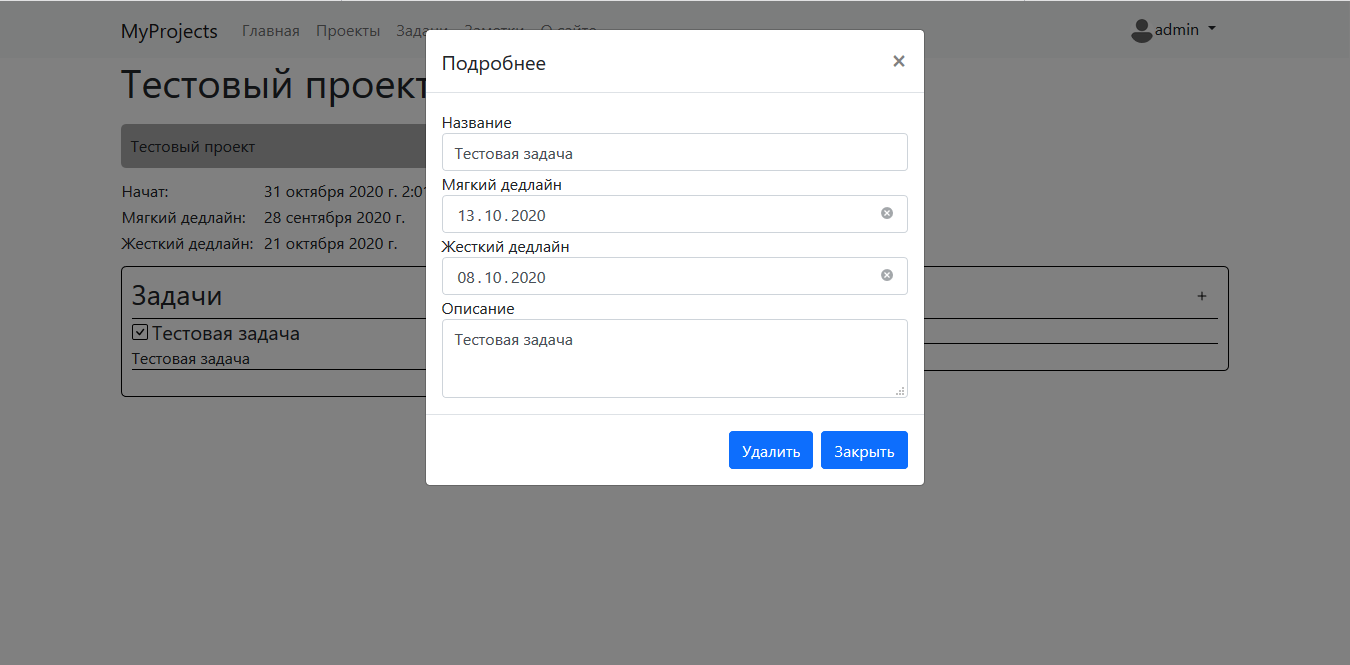 MyProjects Главная Проекты Задачи Заметки О сайте admin
Тестовый проект
Тестовый проект
Начат: 31 октября 2020 г. 2:01
Мягкий дедлайн: 28 сентября 2020 г.
Жесткий дедлайн: 21 октября 2020 г.
Задачи
Тестовая задача
Тестовая задача
+
Подробнее
×
Название
Тестовая задача
Мягкий дедлайн
13.10.2020
Жесткий дедлайн
08.10.2020
Описание
Тестовая задача
Удалить Закрыть